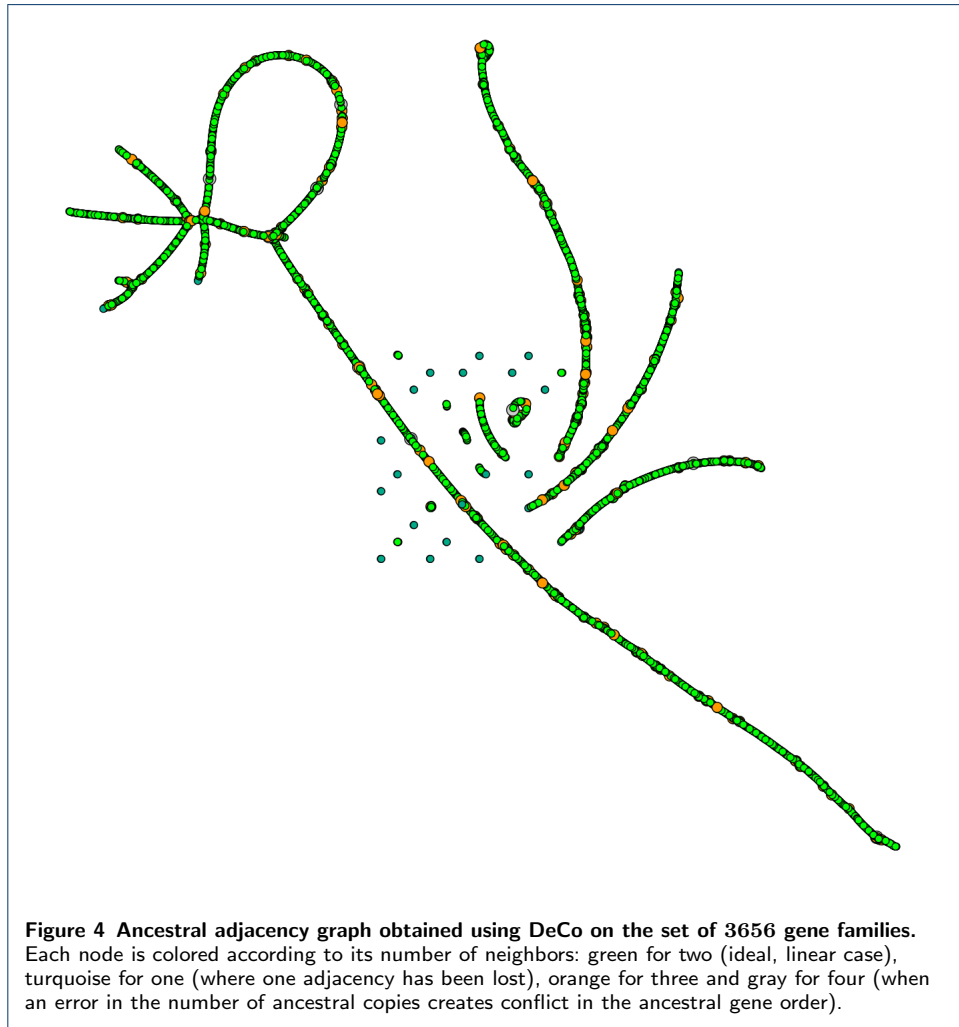 Figure 4 Ancestral adjacency graph obtained using DeCo on the set of 3656 gene families.
Each node is colored according to its number of neighbors: green for two (ideal, linear case),
turquoise for one (where one adjacency has been lost), orange for three and gray for four (when
an error in the number of ancestral copies creates conflict in the ancestral gene order).